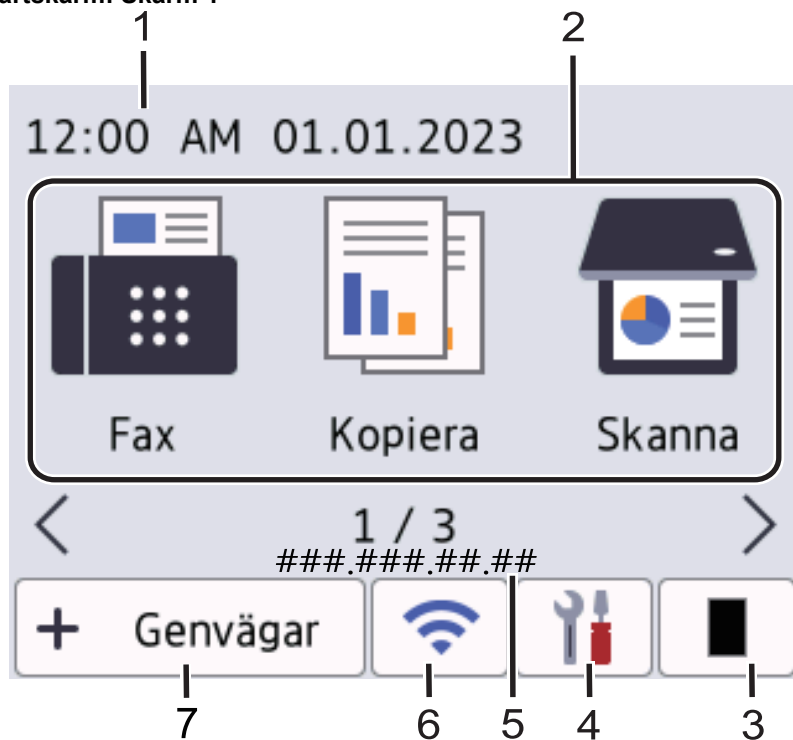 1
2
12:00 AM 01.01.2023
Fax Kopiera Skanna
1 / 3
###.###.##.##
+ Genvägar
7 6 5 4 3